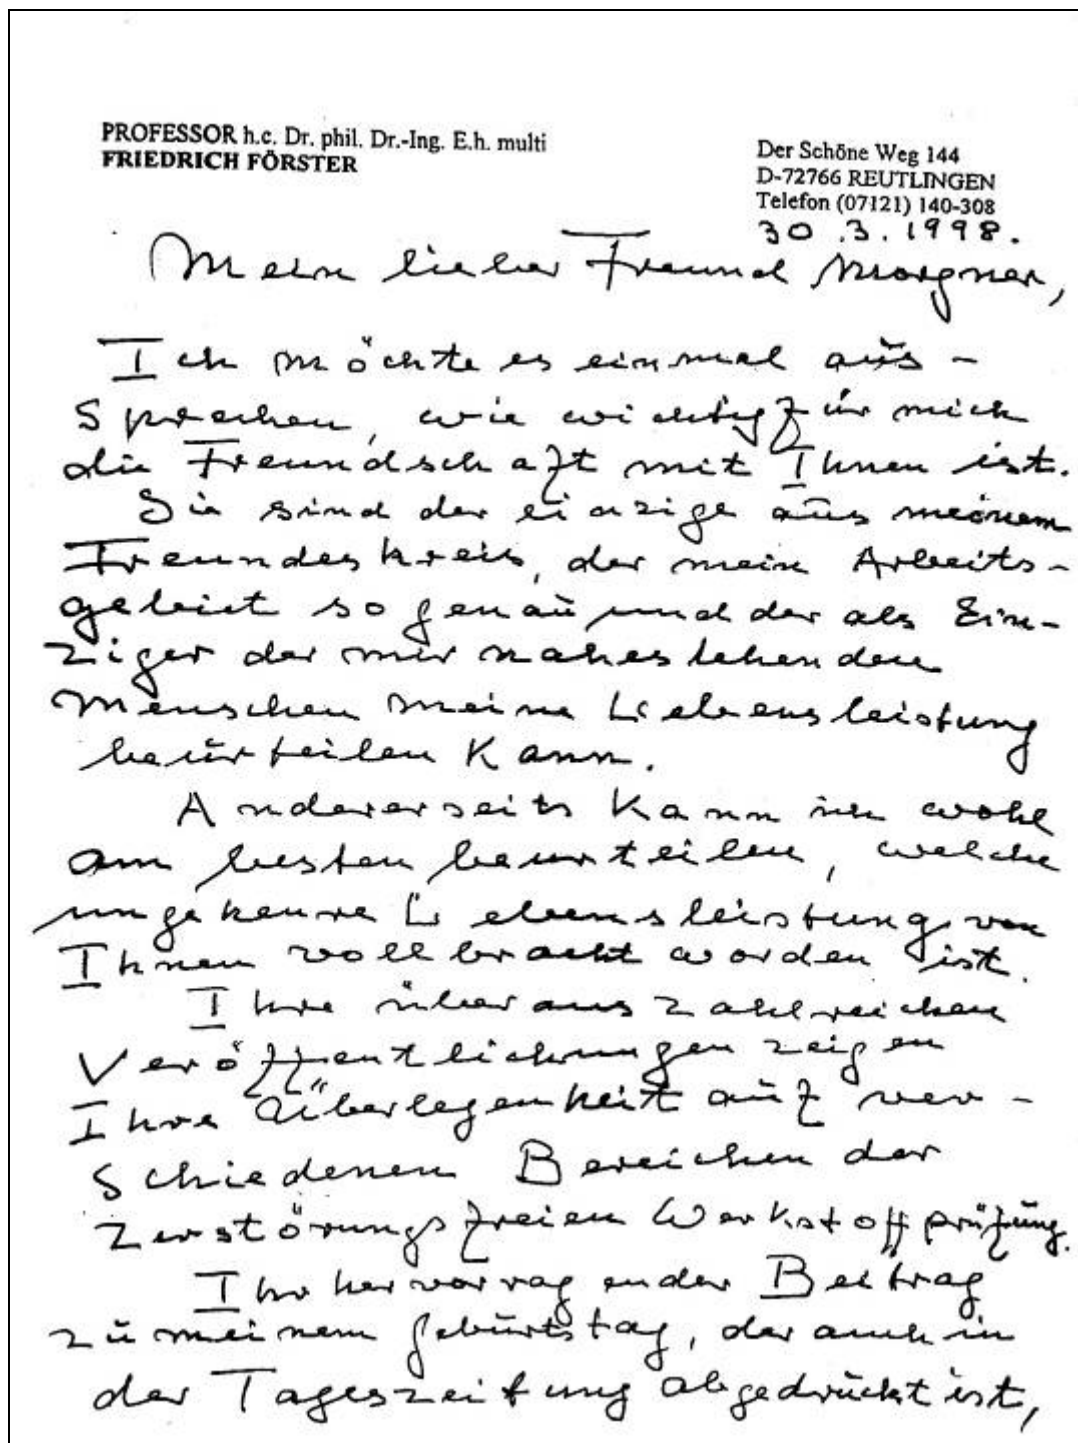 PROFESSOR h.c. Dr. phil. Dr.-Ing. E.h. multi
FRIEDRICH FÖRSTER
Der Schöne Weg 144
D-72766 REUTLINGEN
Telefon (07121) 140-308
30.3.1998.
Mein lieber Freund Morgner,
Ich möchte es einmal aus-
sprechen, wie wichtig für mich
die Freundschaft mit Ihnen ist.
Sie sind der einzige aus meinem
Freundeskreis, der mein Arbeits-
gebiet so genau und der als Ein-
ziger der mir nahestehenden
Menschen meine Lebensleistung
beurteilen kann.
Andererseits kann ich wohl
am besten beurteilen, welche
ungeheure Lebensleistung von
Ihnen vollbracht worden ist.
Ihre überaus zahlreichen
Veröffentlichungen zeigen
Ihre Überlegenheit auf ver-
schiedenen Bereichen der
zerstörungsfreien Werkstoffprüfung.
Ihr hervorragender Beitrag
zu meinem Geburtstag, der auch in
der Tageszeitung abgedruckt ist,